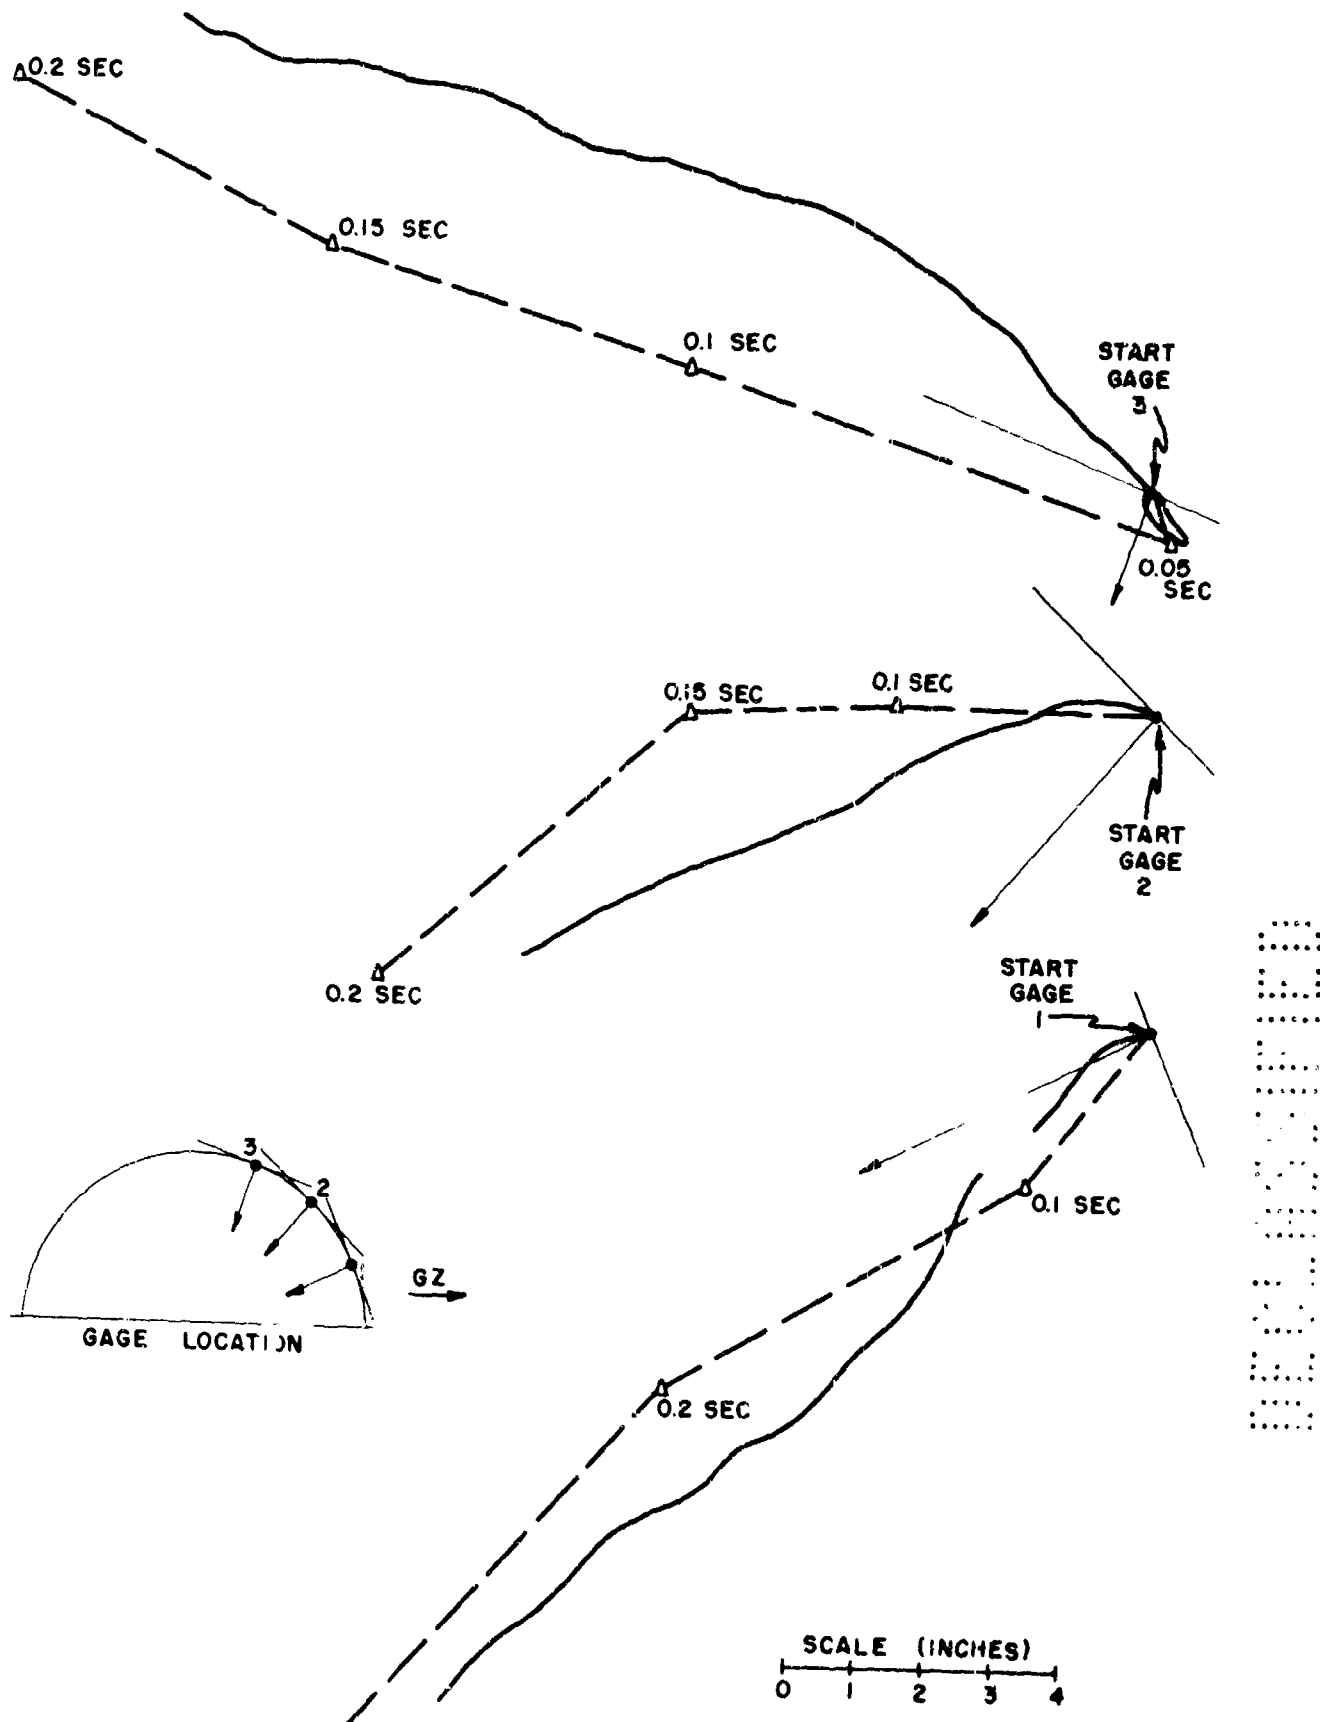 0.2 SEC
0.15 SEC
0.1 SEC
START
GAGE
3
0.05
SEC
0.15 SEC
0.1 SEC
START
GAGE
2
0.2 SEC
START
GAGE
1
0.1 SEC
3
2
GZ
GAGE LOCATION
0.2 SEC
SCALE (INCHES)
0 1 2 3 4